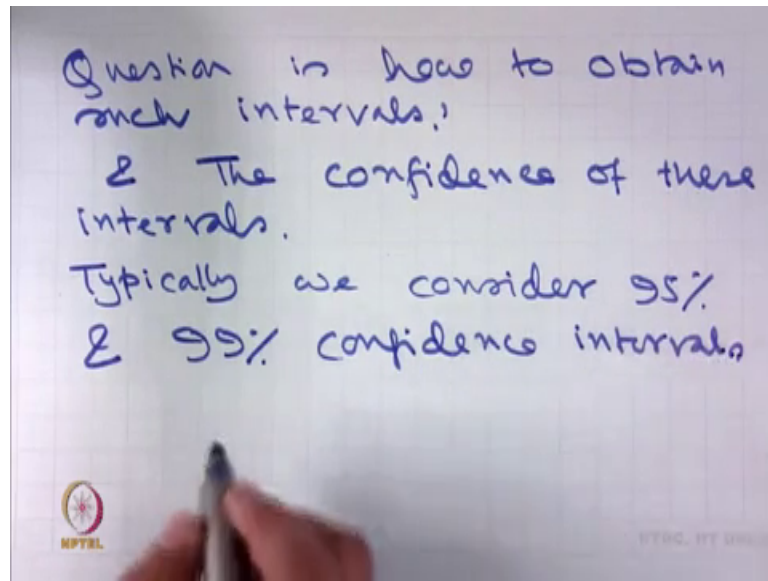 Question is how to obtain
such intervals.
& The confidence of these
intervals.
Typically we consider 95%
& 99% confidence intervals.
NPTEL